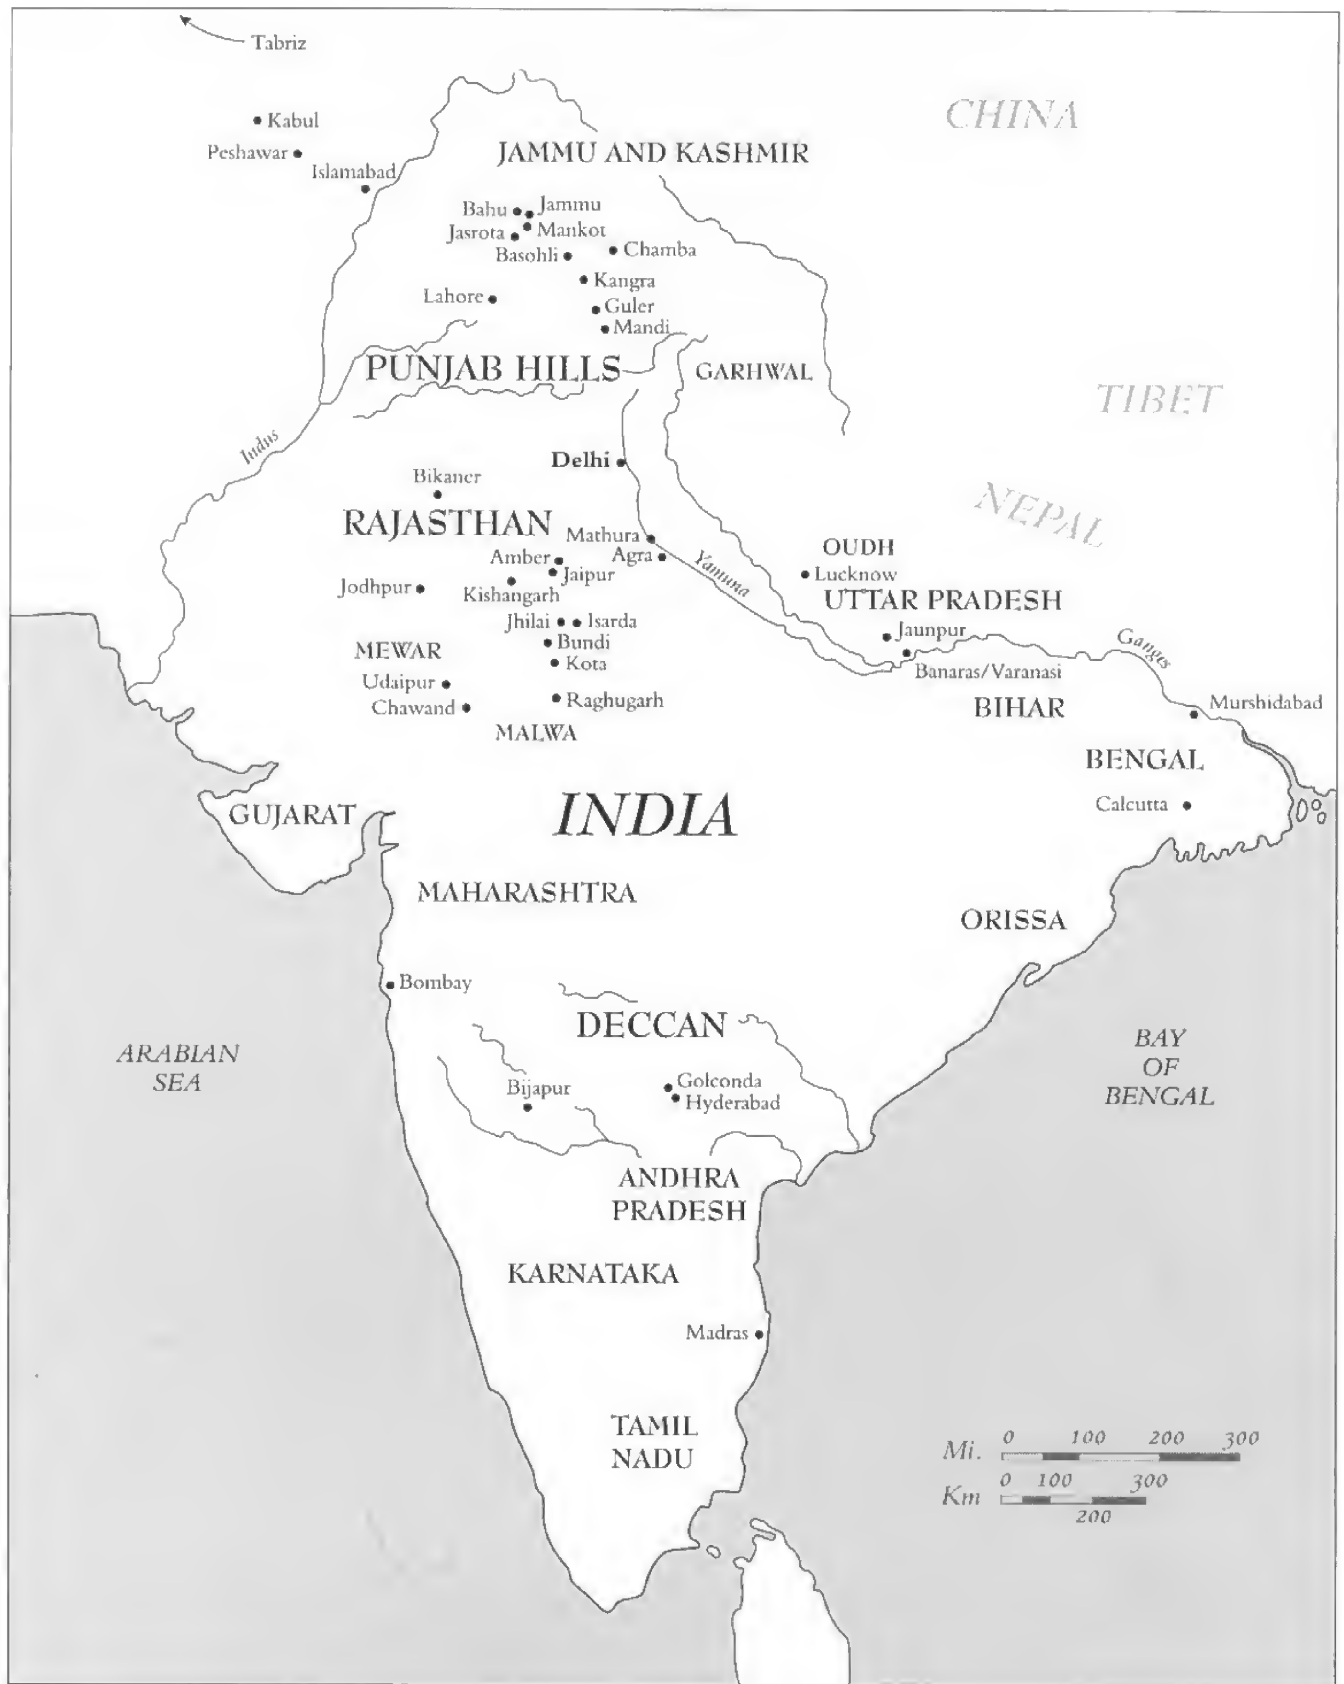 Tabriz
CHINA
Kabul
Peshawar
Islamabad
JAMMU AND KASHMIR
Bahu
Jammu
Jasrota
Mankot
Basohli
Chamba
Kangra
Lahore
Guler
Mandi
PUNJAB HILLS
GARHWAL
TIBET
Indus
Delhi
Bikaner
NEPAL
RAJASTHAN
Mathura
OUDH
Amber
Agra
Yamuna
Lucknow
Jaipur
Jodhpur
Kishangarh
UTTAR PRADESH
Jhilai
Isarda
Jaunpur
Ganges
Bundi
MEWAR
Kota
Banaras/Varanasi
Udaipur
Chawand
Raghugarh
BIHAR
Murshidabad
MALWA
BENGAL
GUJARAT
INDIA
Calcutta
MAHARASHTRA
ORISSA
Bombay
DECCAN
ARABIAN
SEA
BAY
OF
BENGAL
Bijapur
Golconda
Hyderabad
ANDHRA
PRADESH
KARNATAKA
Madras
TAMIL
NADU
Mi. 0 100 200 300
Km 0 100 300
200